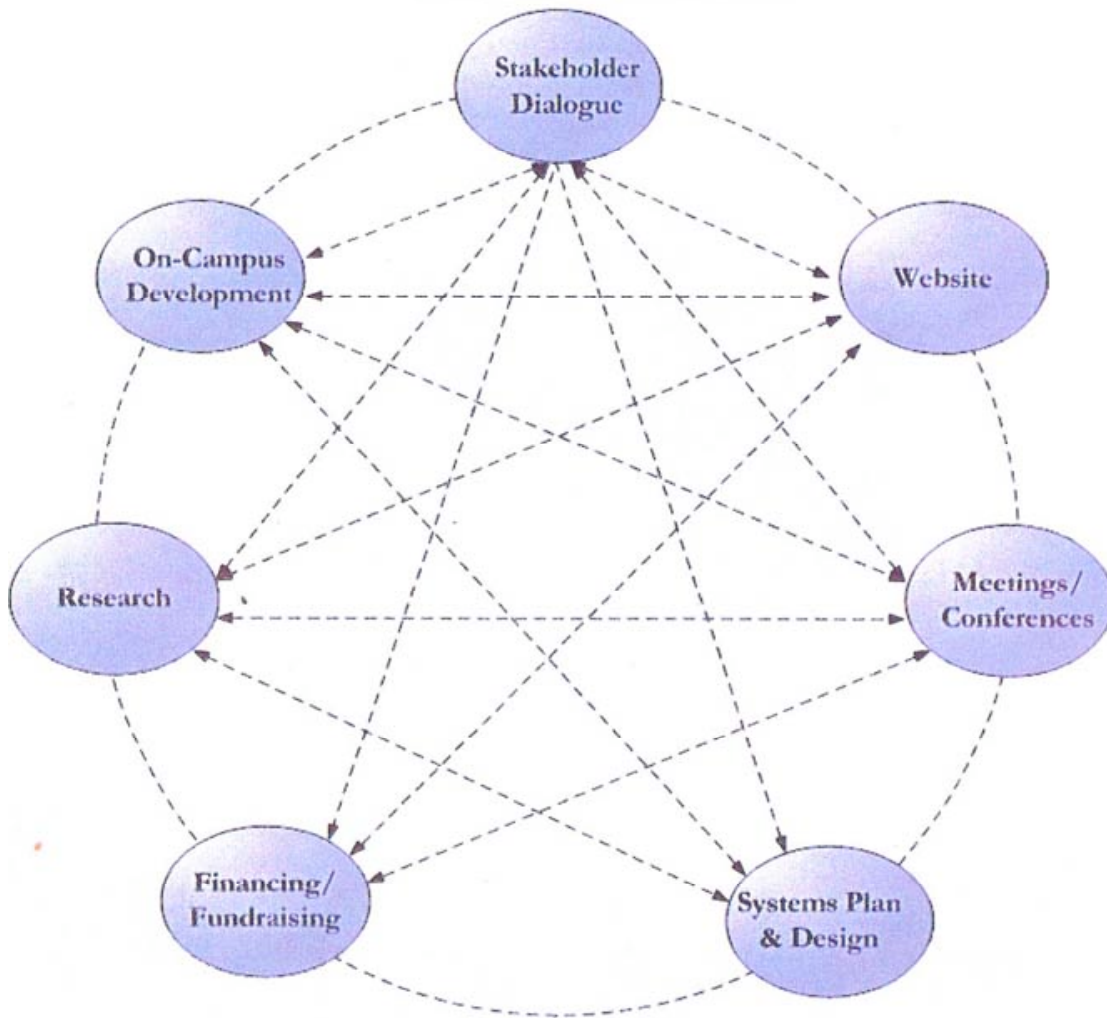 Stakeholder
Dialogue
On-Campus
Development
Website
Research
Meetings/
Conferences
Financing/
Fundraising
Systems Plan
& Design